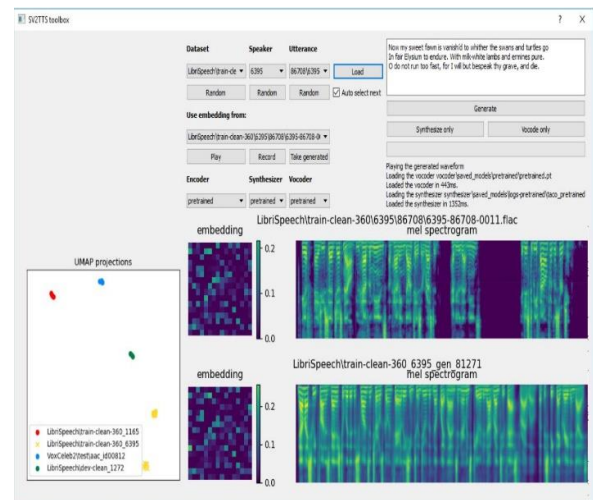 SV2TTS toolbox
? X
Dataset Speaker Utterance
LibriSpeech\train-cle 6395 86708\6395 Load
Random Random Random Auto select next
Use embedding from:
LibriSpeech\train-clean-360\6395\86708\6395-86708-0
Play Record Take generated
Encoder Synthesizer Vocoder
pretrained pretrained pretrained
Now my sweet fawn is vanish'd to whither the swans and turtles go
In fair Elysium to endure. With milk-white lambs and ermines pure.
O do not run too fast, for I will but bespeak thy grave, and die.
Generate
Synthesize only Vocode only
Playing the generated waveform
Loading the vocoder vocoder\saved_models\pretrained\pretrained.pt
Loaded the vocoder in 443ms.
Loading the synthesizer synthesizer\saved_models\logs-pretrained\taco_pretrained
Loaded the synthesizer in 1352ms.
LibriSpeech\train-clean-360\6395\86708\6395-86708-0011.flac
embedding mel spectrogram
0.2
0.1
0.0
UMAP projections
LibriSpeech\train-clean-360_1165
LibriSpeech\train-clean-360_6395
VoxCeleb2\test\aac_id00812
LibriSpeech\dev-clean_1272
LibriSpeech\train-clean-360_6395_gen_81271
embedding mel spectrogram
0.2
0.1
0.0